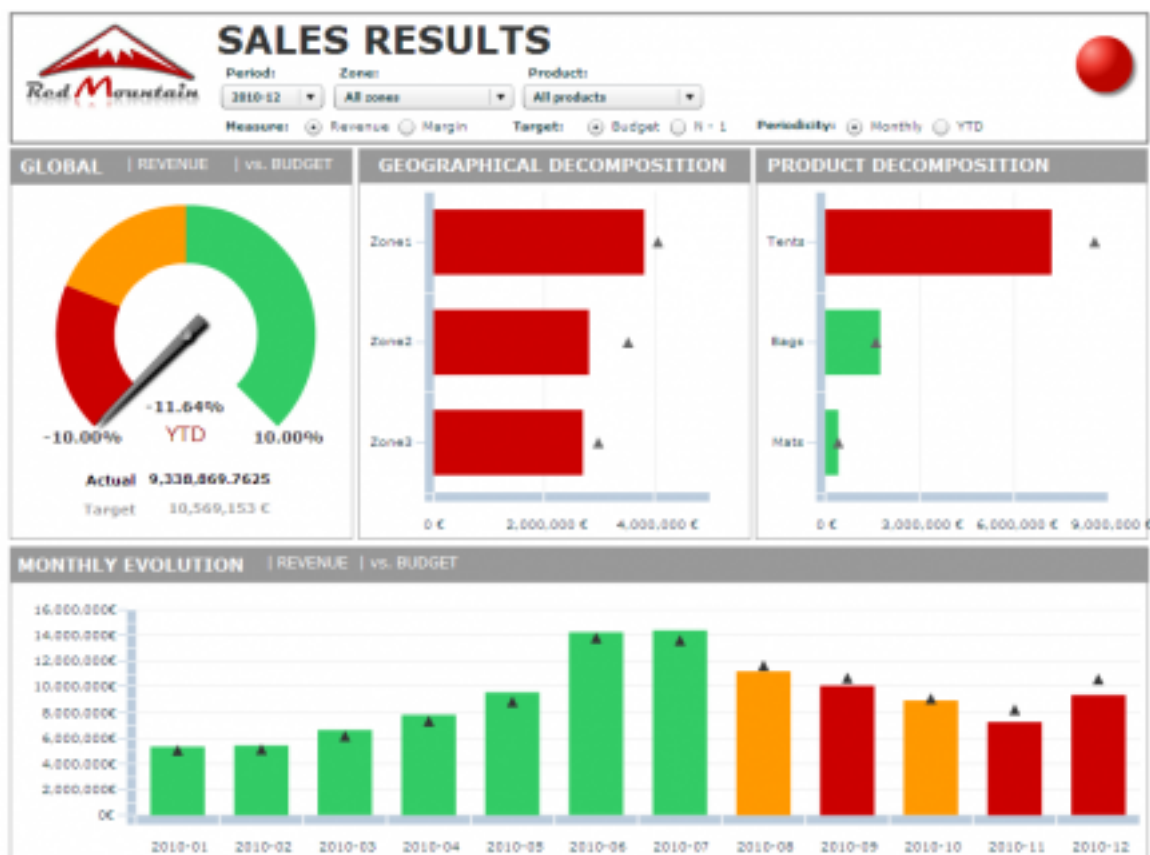 SALES RESULTS
Red Mountain
Period: Zone: Product:
2010-12 All zones All products
Measure: Revenue Margin Target: Budget N - 1 Periodicity: Monthly YTD
GLOBAL | REVENUE | vs. BUDGET
-11.64%
-10.00% YTD 10.00%
Actual 9,338,869.7625
Target 10,569,153 €
GEOGRAPHICAL DECOMPOSITION
Zone1
Zone2
Zone3
0 € 2,000,000 € 4,000,000 €
PRODUCT DECOMPOSITION
Tents
Bags
Mats
0 € 3,000,000 € 6,000,000 € 9,000,000 €
MONTHLY EVOLUTION | REVENUE | vs. BUDGET
16.000.000€
14.000.000€
12.000.000€
10.000.000€
8.000.000€
6.000.000€
4.000.000€
2.000.000€
0€
2010-01 2010-02 2010-03 2010-04 2010-05 2010-06 2010-07 2010-08 2010-09 2010-10 2010-11 2010-12